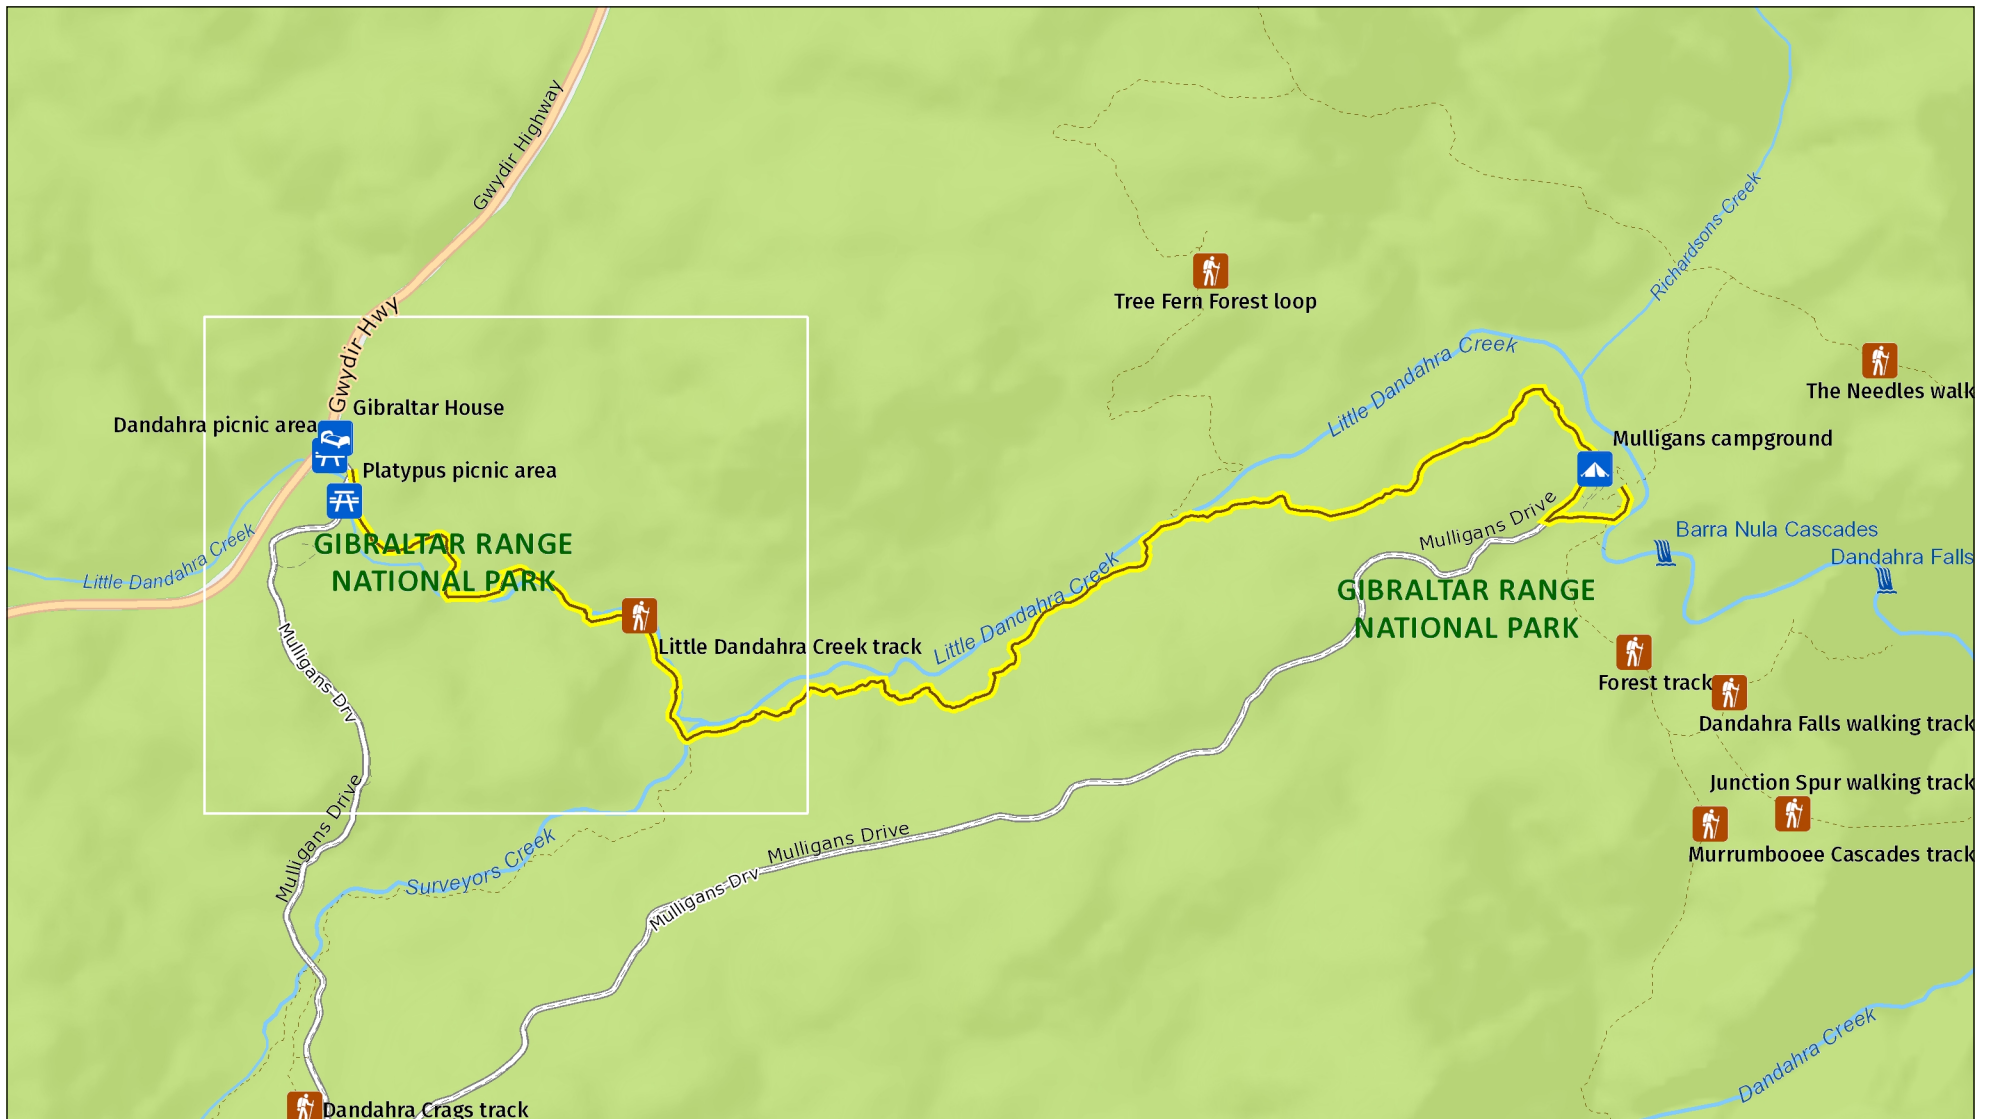 Gwydir Highway
Richardsons Creek
Tree Fern Forest loop
Gwydir Hwy
Little Dandahra Creek
The Needles walk
Gibraltar House
Dandahra picnic area
Mulligans campground
Platypus picnic area
Mulligans Drive
Little Dandahra Creek
GIBRALTAR RANGE
NATIONAL PARK
Barra Nula Cascades
Dandahra Falls
Little Dandahra Creek
GIBRALTAR RANGE
NATIONAL PARK
Little Dandahra Creek track
Mulligans Drv
Forest track
Dandahra Falls walking track
Junction Spur walking track
Mulligans Drive
Mulligans Drive
Murrumbooee Cascades track
Surveyors Creek
Mulligans Drv
Dandahra Creek
Dandahra Crags track